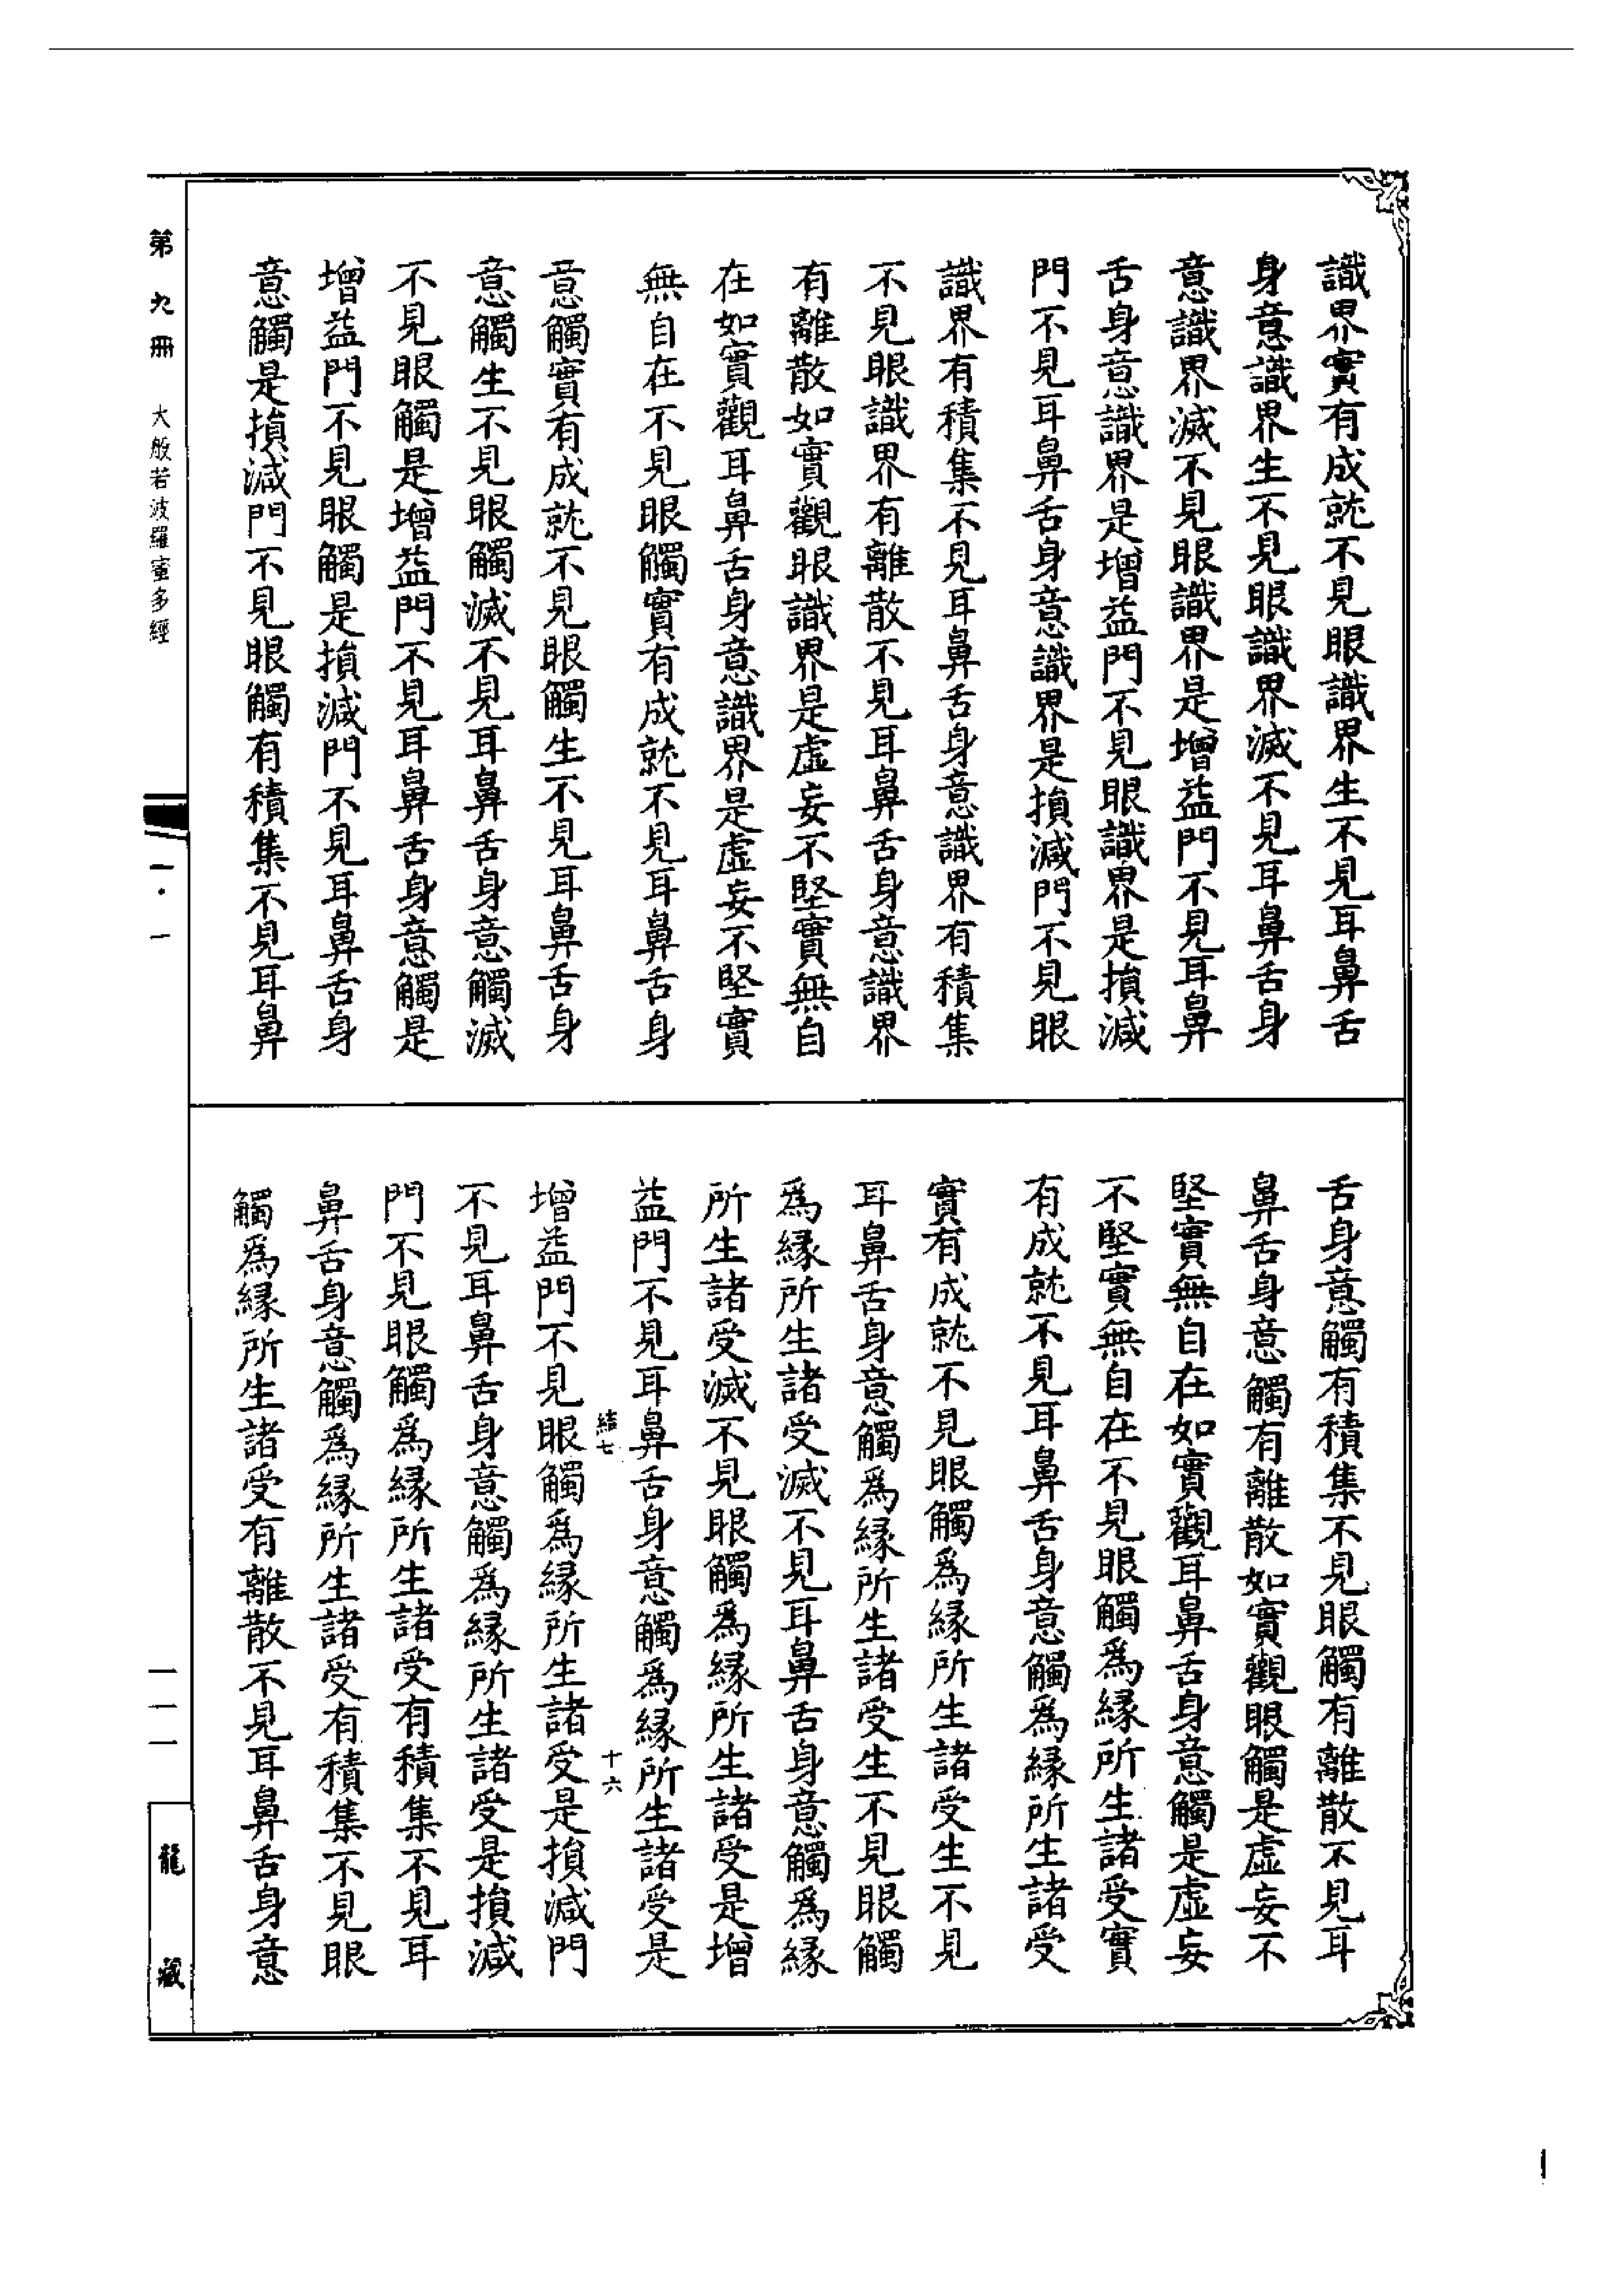 識界實有成就不見眼識界生不見耳鼻舌
身意識界生不見眼識界滅不見耳鼻舌身
意識界滅不見眼識界是增益門不見耳鼻
舌身意識界是增益門不見眼識界是損減
門不見耳鼻舌身意識界是損減門不見眼
識界有積集不見耳鼻舌身意識界有積集
不見眼識界有離散不見耳鼻舌身意識界
有離散如實觀眼識界是虛妄不堅實無自
在如實觀耳鼻舌身意識界是虛妄不堅實
無自在不見眼觸實有成就不見耳鼻舌身
意觸實有成就不見眼觸生不見耳鼻舌身
意觸生不見眼觸滅不見耳鼻舌身意觸滅
不見眼觸是增益門不見耳鼻舌身意觸是
增益門不見眼觸是損減門不見耳鼻舌身
意觸是損減門不見眼觸有積集不見耳鼻
舌身意觸有積集不見眼觸有離散不見耳
鼻舌身意觸有離散如實觀眼觸是虛妄不
堅實無自在如實觀耳鼻舌身意觸是虛妄
不堅實無自在不見眼觸為緣所生諸受實
有成就不見耳鼻舌身意觸為緣所生諸受
實有成就不見眼觸為緣所生諸受生不見
耳鼻舌身意觸為緣所生諸受生不見眼觸
為緣所生諸受滅不見耳鼻舌身意觸為緣
所生諸受滅不見眼觸為緣所生諸受是增
益門不見耳鼻舌身意觸為緣所生諸受是
結七 十六
增益門不見眼觸為緣所生諸受是損減門
不見耳鼻舌身意觸為緣所生諸受是損減
門不見眼觸為緣所生諸受有積集不見耳
鼻舌身意觸為緣所生諸受有積集不見眼
觸為緣所生諸受有離散不見耳鼻舌身意
第九冊 大般若波羅蜜多經
一·一
一一一
龍藏